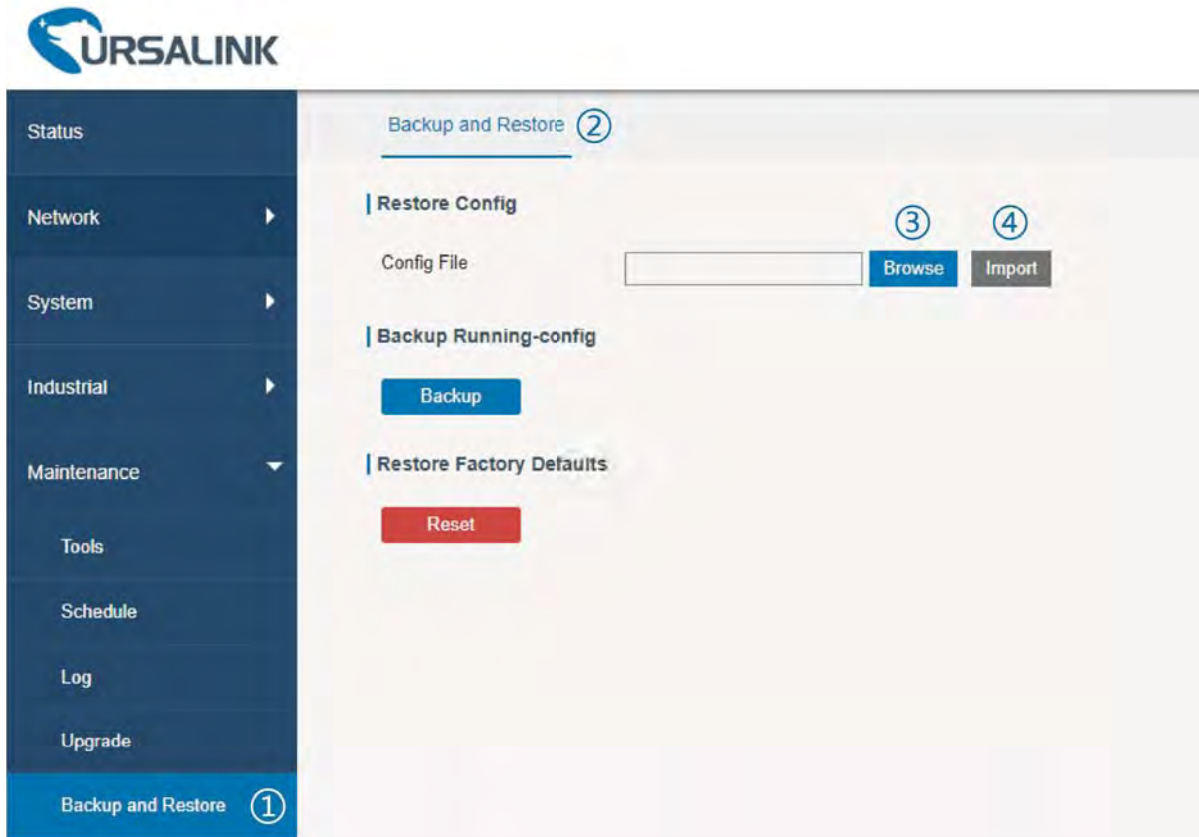 URSALINK
Status
Network
System
Industrial
Maintenance
Tools
Schedule
Log
Upgrade
Backup and Restore ①
Backup and Restore ②
Restore Config
③ ④
Config File Browse Import
Backup Running-config
Backup
Restore Factory Defaults
Reset